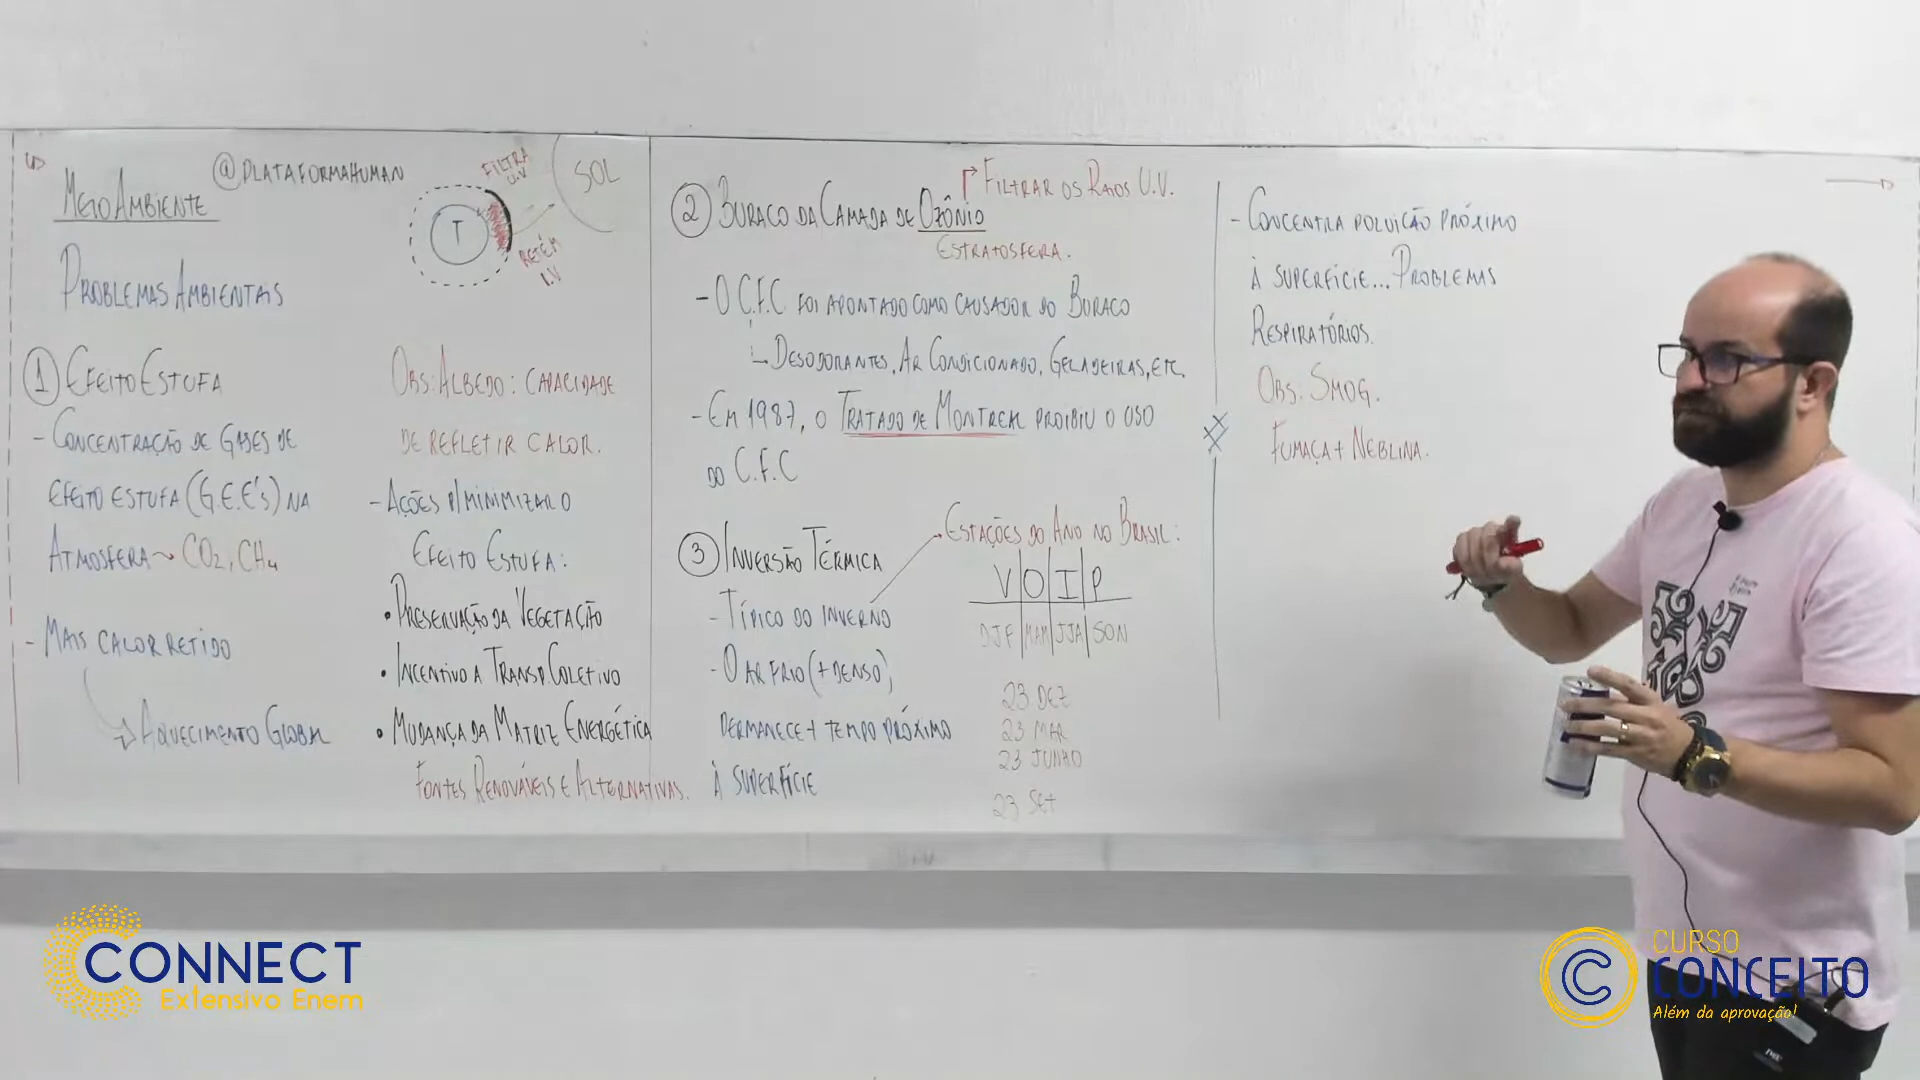 @PLATAFORMAHUMAN
MEIO AMBIENTE
PROBLEMAS AMBIENTAIS
FILTRA
U.V
SOL
T
RETÉM
I.V
① EFEITO ESTUFA
- CONCENTRAÇÃO DE GASES DE
EFEITO ESTUFA (G.E.E's) NA
ATMOSFERA → CO2, CH4
- MAIS CALOR RETIDO
AQUECIMENTO GLOBAL
OBS: ALBEDO: CAPACIDADE
DE REFLETIR CALOR.
- AÇÕES P/ MINIMIZAR O
EFEITO ESTUFA:
• PRESERVAÇÃO DA VEGETAÇÃO
• INCENTIVO A TRANSP. COLETIVO
• MUDANÇA DA MATRIZ ENERGÉTICA
FONTES RENOVÁVEIS E ALTERNATIVAS.
② BURACO DA CAMADA DE OZÔNIO
FILTRAR OS RAIOS U.V.
ESTRATOSFERA.
- O C.F.C FOI APONTADO COMO CAUSADOR DO BURACO
DESODORANTES, AR CONDICIONADO, GELADEIRAS, ETC.
- EM 1987, O TRATADO DE MONTREAL PROIBIU O USO
DO C.F.C
③ INVERSÃO TÉRMICA
- TÍPICO DO INVERNO
- O AR FRIO (+ DENSO),
PERMANECE + TEMPO PRÓXIMO
À SUPERFÍCIE
ESTAÇÕES DO ANO NO BRASIL:
V O I P
DJF MAM JJA SON
23 DEZ
23 MAR
23 JUNHO
23 SET
- CONCENTRA POLUIÇÃO PRÓXIMO
À SUPERFÍCIE... PROBLEMAS
RESPIRATÓRIOS.
OBS: SMOG.
FUMAÇA + NEBLINA.
CONNECT
Extensivo Enem
CURSO
CONCEITO
Além da aprovação!